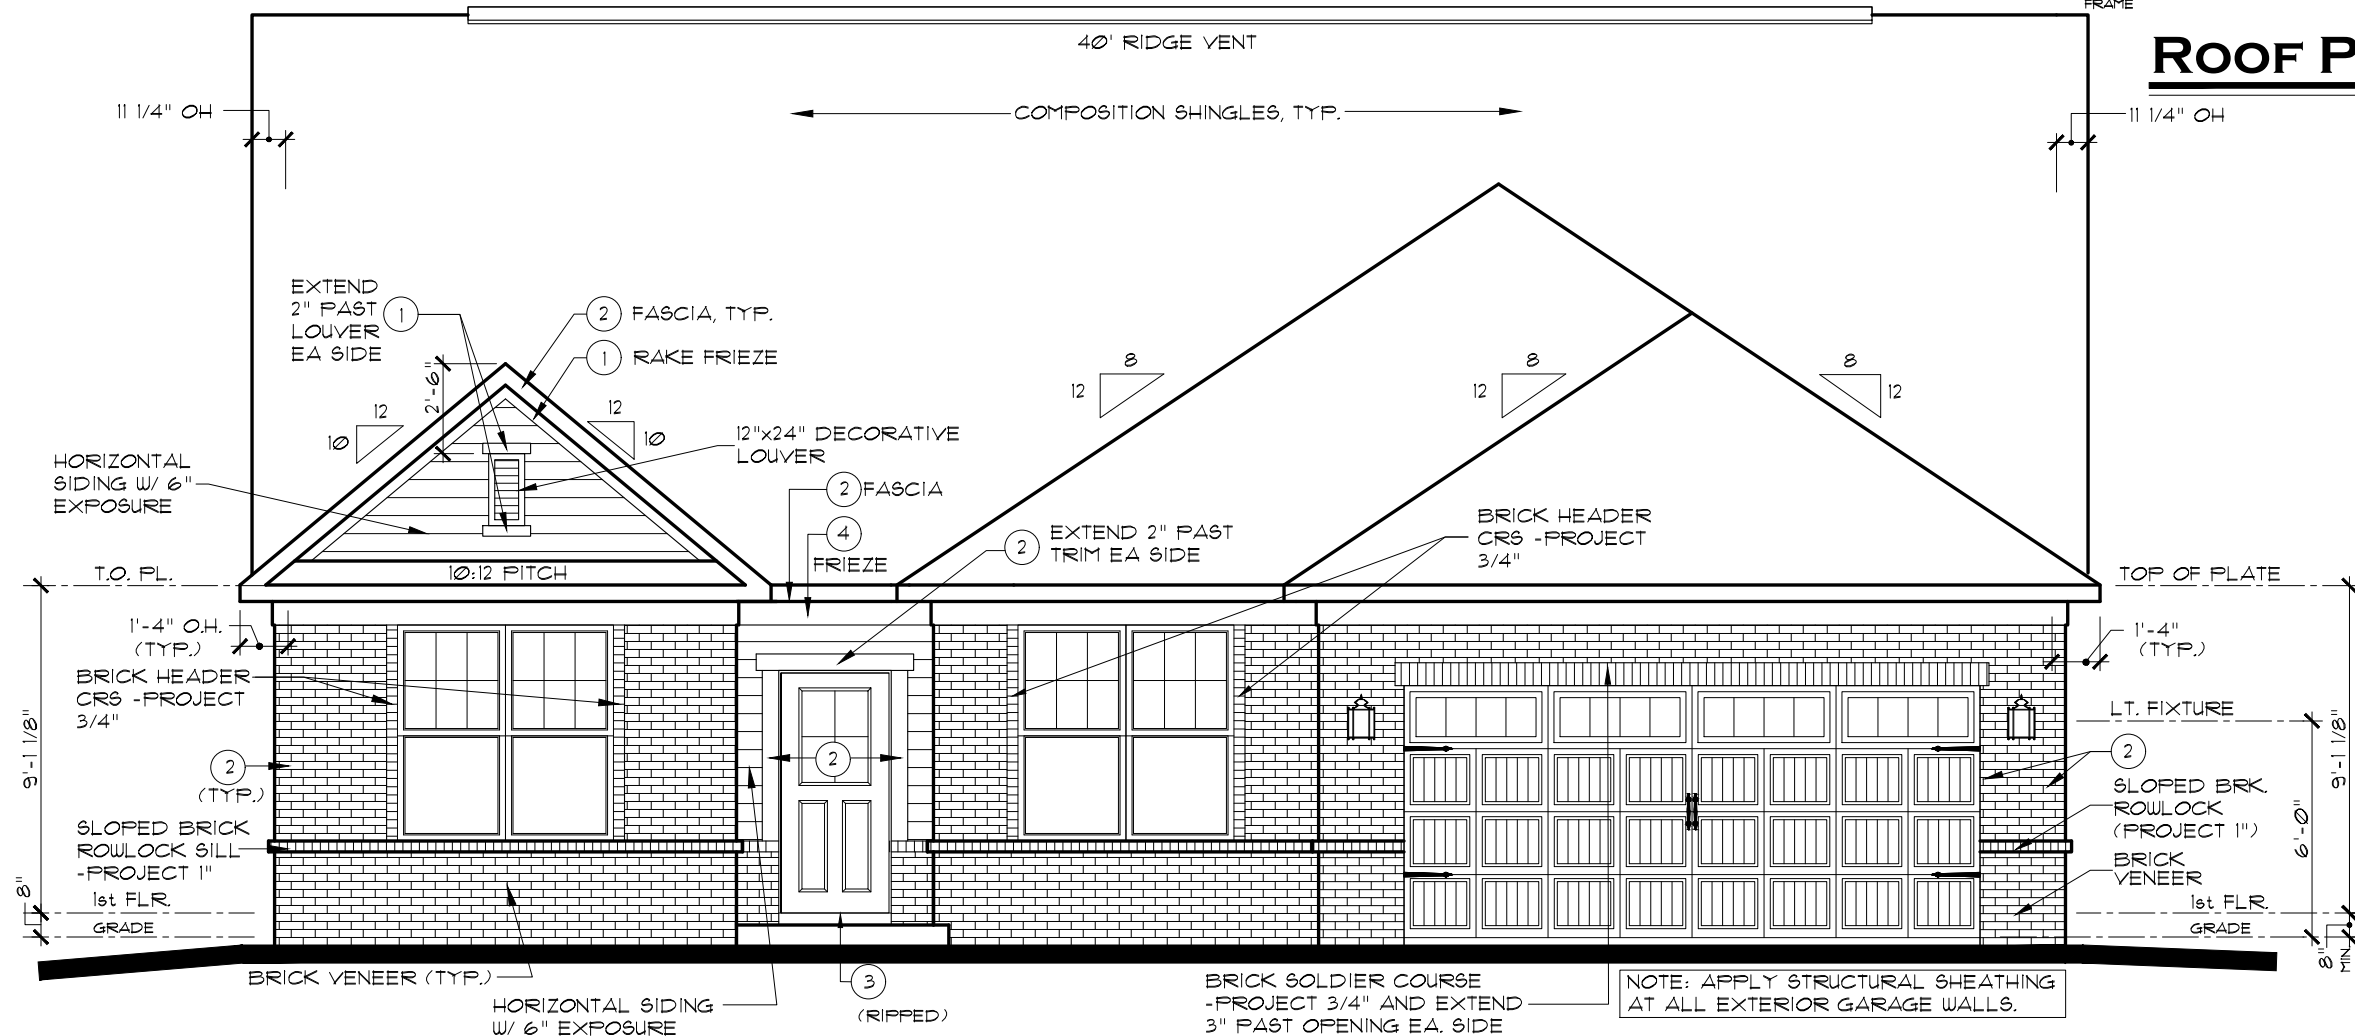 FRAME
40' RIDGE VENT
ROOF P
11 1/4" OH
COMPOSITION SHINGLES, TYP.
11 1/4" OH
EXTEND
2" PAST
LOUVER
EA SIDE
1
2 FASCIA, TYP.
1 RAKE FRIEZE
2'-6"
12
10
12
10
8
12
8
12
8
12
12"x24" DECORATIVE
LOUVER
HORIZONTAL
SIDING W/ 6"
EXPOSURE
2 FASCIA
4
FRIEZE
2
EXTEND 2" PAST
TRIM EA SIDE
BRICK HEADER
CRS -PROJECT
3/4"
T.O. PL.
10:12 PITCH
TOP OF PLATE
1'-4" O.H.
(TYP.)
1'-4"
(TYP.)
BRICK HEADER
CRS -PROJECT
3/4"
9'-1 1/8"
LT. FIXTURE
9'-1 1/8"
2
(TYP.)
2
2
SLOPED BRK.
ROWLOCK
(PROJECT 1")
6'-0"
SLOPED BRICK
ROWLOCK SILL
-PROJECT 1"
BRICK
VENEER
8"
1st FLR.
1st FLR.
GRADE
GRADE
8"
MIN.
BRICK VENEER (TYP.)
3
(RIPPED)
HORIZONTAL SIDING
W/ 6" EXPOSURE
BRICK SOLDIER COURSE
-PROJECT 3/4" AND EXTEND
3" PAST OPENING EA. SIDE
NOTE: APPLY STRUCTURAL SHEATHING
AT ALL EXTERIOR GARAGE WALLS.